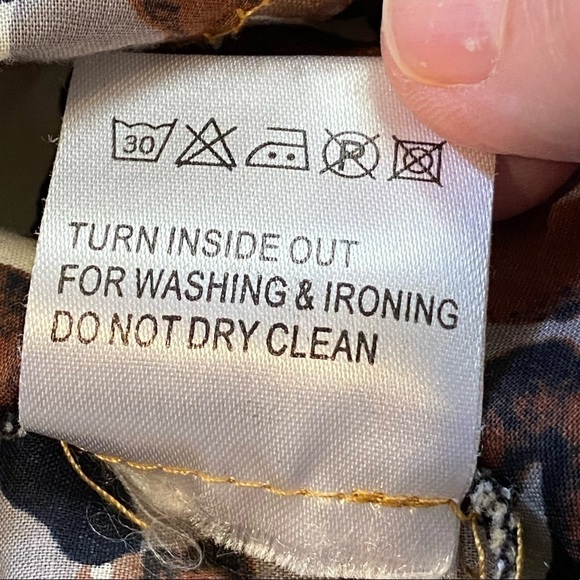 30 P
TURN INSIDE OUT
FOR WASHING & IRONING
DO NOT DRY CLEAN